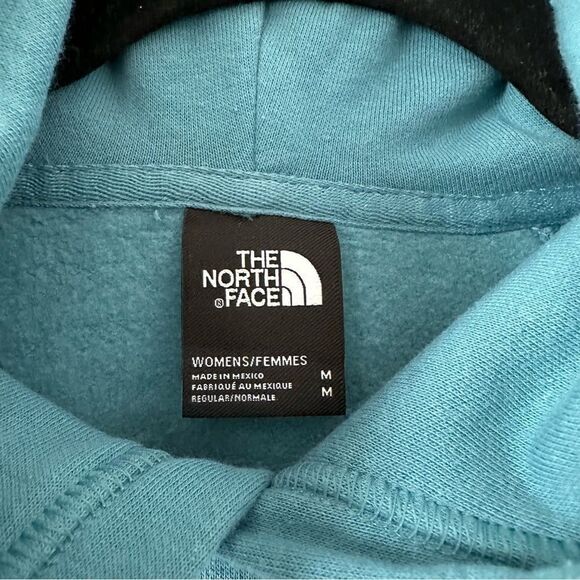 THE
NORTH
® FACE
WOMENS/FEMMES
MADE IN MEXICO M
FABRIQUÉ AU MEXIQUE M
REGULAR/NORMALE